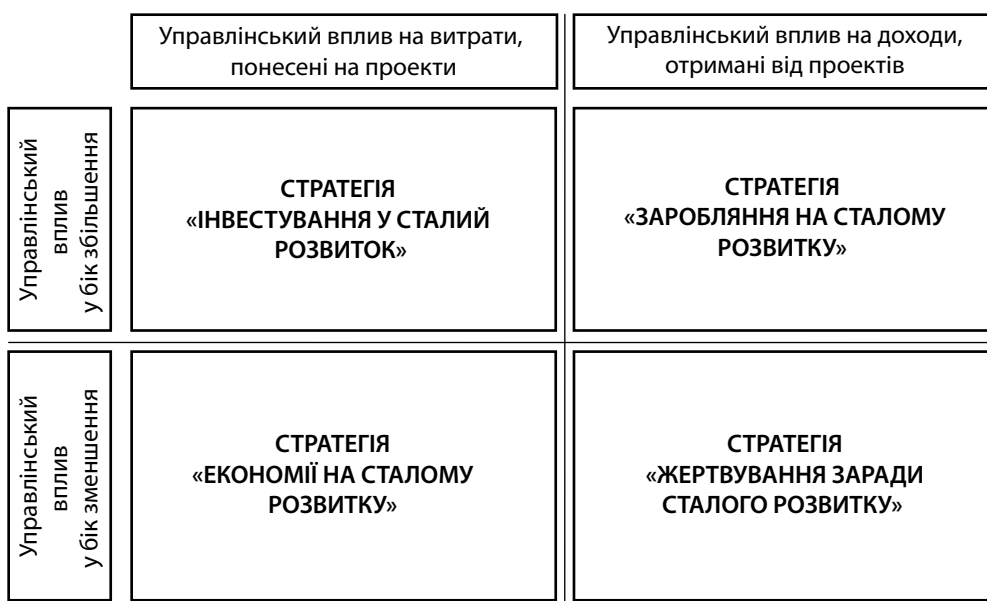 Управлінський вплив на витрати,
понесені на проекти
Управлінський вплив на доходи,
отримані від проектів
Управлінський
вплив
у бік збільшення
СТРАТЕГІЯ
«ІНВЕСТУВАННЯ У СТАЛИЙ
РОЗВИТОК»
СТРАТЕГІЯ
«ЗАРОБЛЯННЯ НА СТАЛОМУ
РОЗВИТКУ»
Управлінський
вплив
у бік зменшення
СТРАТЕГІЯ
«ЕКОНОМІЇ НА СТАЛОМУ
РОЗВИТКУ»
СТРАТЕГІЯ
«ЖЕРТВУВАННЯ ЗАРАДИ
СТАЛОГО РОЗВИТКУ»